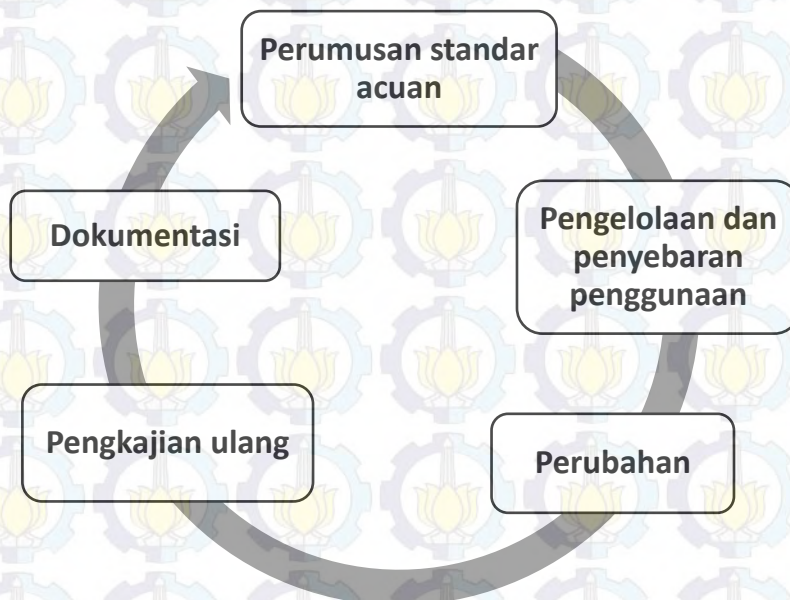 Perumusan standar
acuan
Pengelolaan dan
penyebaran
penggunaan
Perubahan
Pengkajian ulang
Dokumentasi